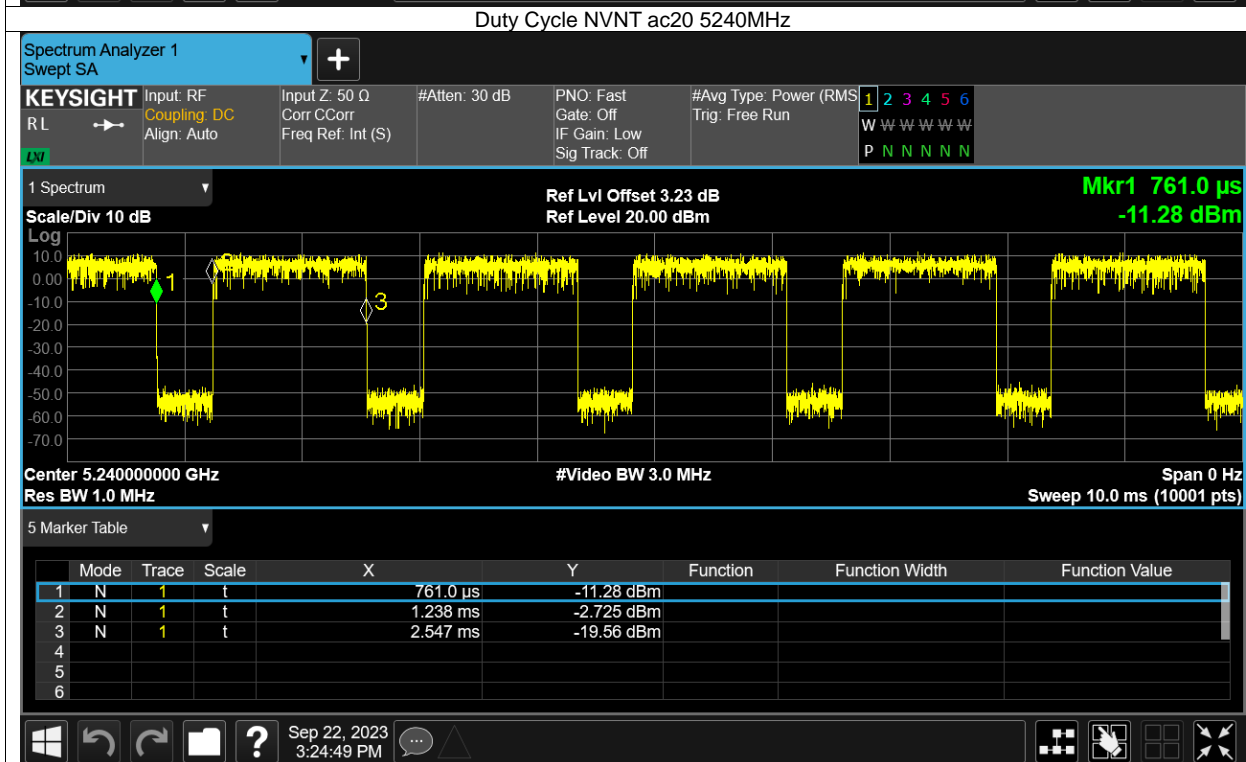 Duty Cycle NVNT ac20 5240MHz
Spectrum Analyzer 1
Swept SA
+
KEYSIGHT Input: RF Input Z: 50 Ω #Atten: 30 dB PNO: Fast #Avg Type: Power (RMS 1 2 3 4 5 6
R L Coupling: DC Corr CCorr Gate: Off Trig: Free Run W W W W W W
Align: Auto Freq Ref: Int (S) IF Gain: Low P N N N N N
LXI Sig Track: Off
1 Spectrum Ref Lvl Offset 3.23 dB Mkr1 761.0 µs
Scale/Div 10 dB Ref Level 20.00 dBm -11.28 dBm
Log
10.0
0.00 1
-10.0 3
-20.0
-30.0
-40.0
-50.0
-60.0
-70.0
Center 5.240000000 GHz #Video BW 3.0 MHz Span 0 Hz
Res BW 1.0 MHz Sweep 10.0 ms (10001 pts)
5 Marker Table
Mode Trace Scale X Y Function Function Width Function Value
1 N 1 t 761.0 µs -11.28 dBm
2 N 1 t 1.238 ms -2.725 dBm
3 N 1 t 2.547 ms -19.56 dBm
4
5
6
? Sep 22, 2023
3:24:49 PM